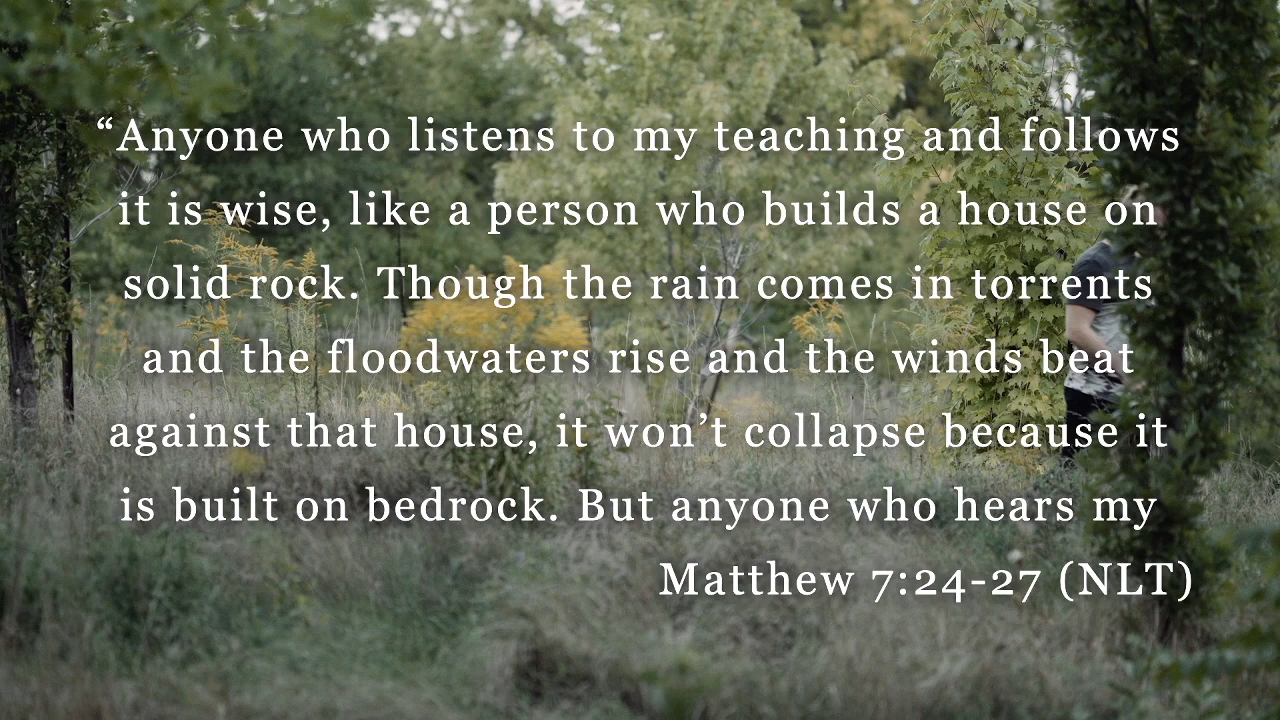 “Anyone who listens to my teaching and follows
it is wise, like a person who builds a house on
solid rock. Though the rain comes in torrents
and the floodwaters rise and the winds beat
against that house, it won’t collapse because it
is built on bedrock. But anyone who hears my
Matthew 7:24-27 (NLT)